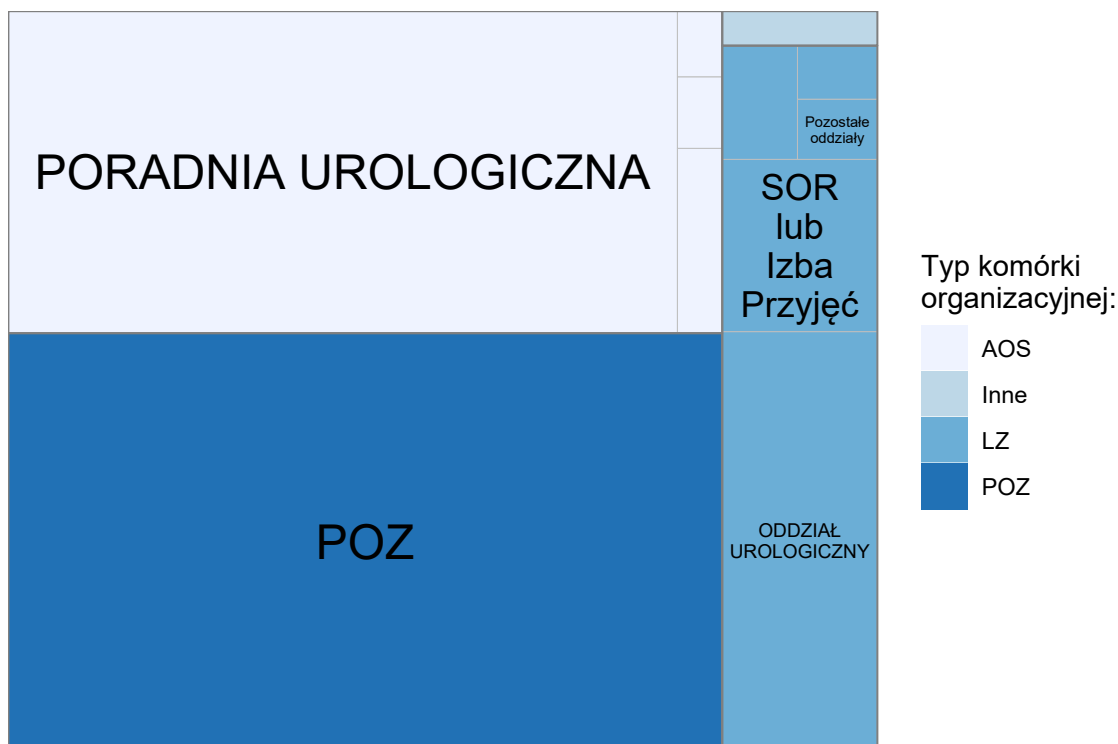 PORADNIA UROLOGICZNA
Pozostałe
oddziały
SOR
lub
Izba
Przyjęć
POZ
ODDZIAŁ
UROLOGICZNY
Typ komórki
organizacyjnej:
AOS
Inne
LZ
POZ